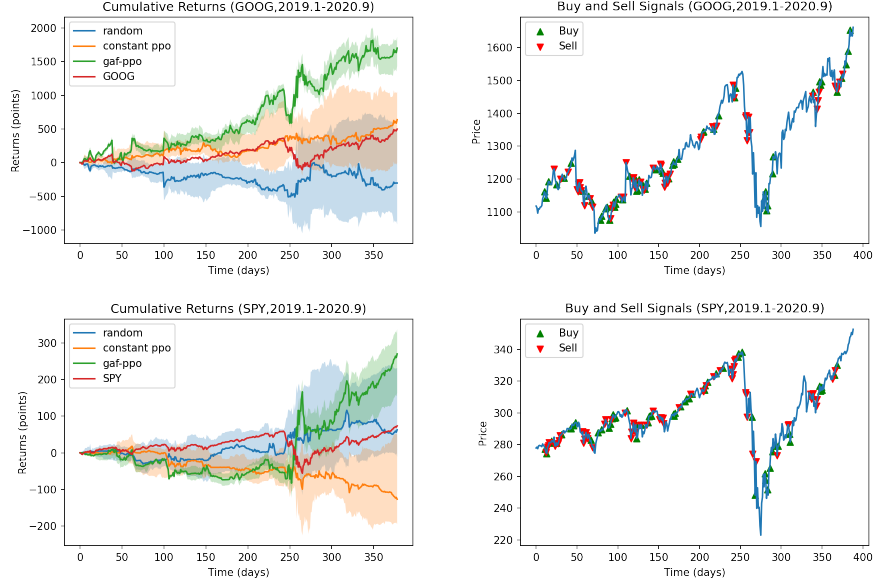 Cumulative Returns (GOOG,2019.1-2020.9)
random
constant ppo
gaf-ppo
GOOG
2000
1500
1000
500
0
−500
−1000
Returns (points)
0 50 100 150 200 250 300 350
Time (days)
Buy and Sell Signals (GOOG,2019.1-2020.9)
Buy
Sell
1600
1500
1400
1300
1200
1100
Price
0 50 100 150 200 250 300 350 400
Time (days)
Cumulative Returns (SPY,2019.1-2020.9)
random
constant ppo
gaf-ppo
SPY
300
200
100
0
−100
−200
Returns (points)
0 50 100 150 200 250 300 350
Time (days)
Buy and Sell Signals (SPY,2019.1-2020.9)
Buy
Sell
340
320
300
280
260
240
220
Price
0 50 100 150 200 250 300 350 400
Time (days)